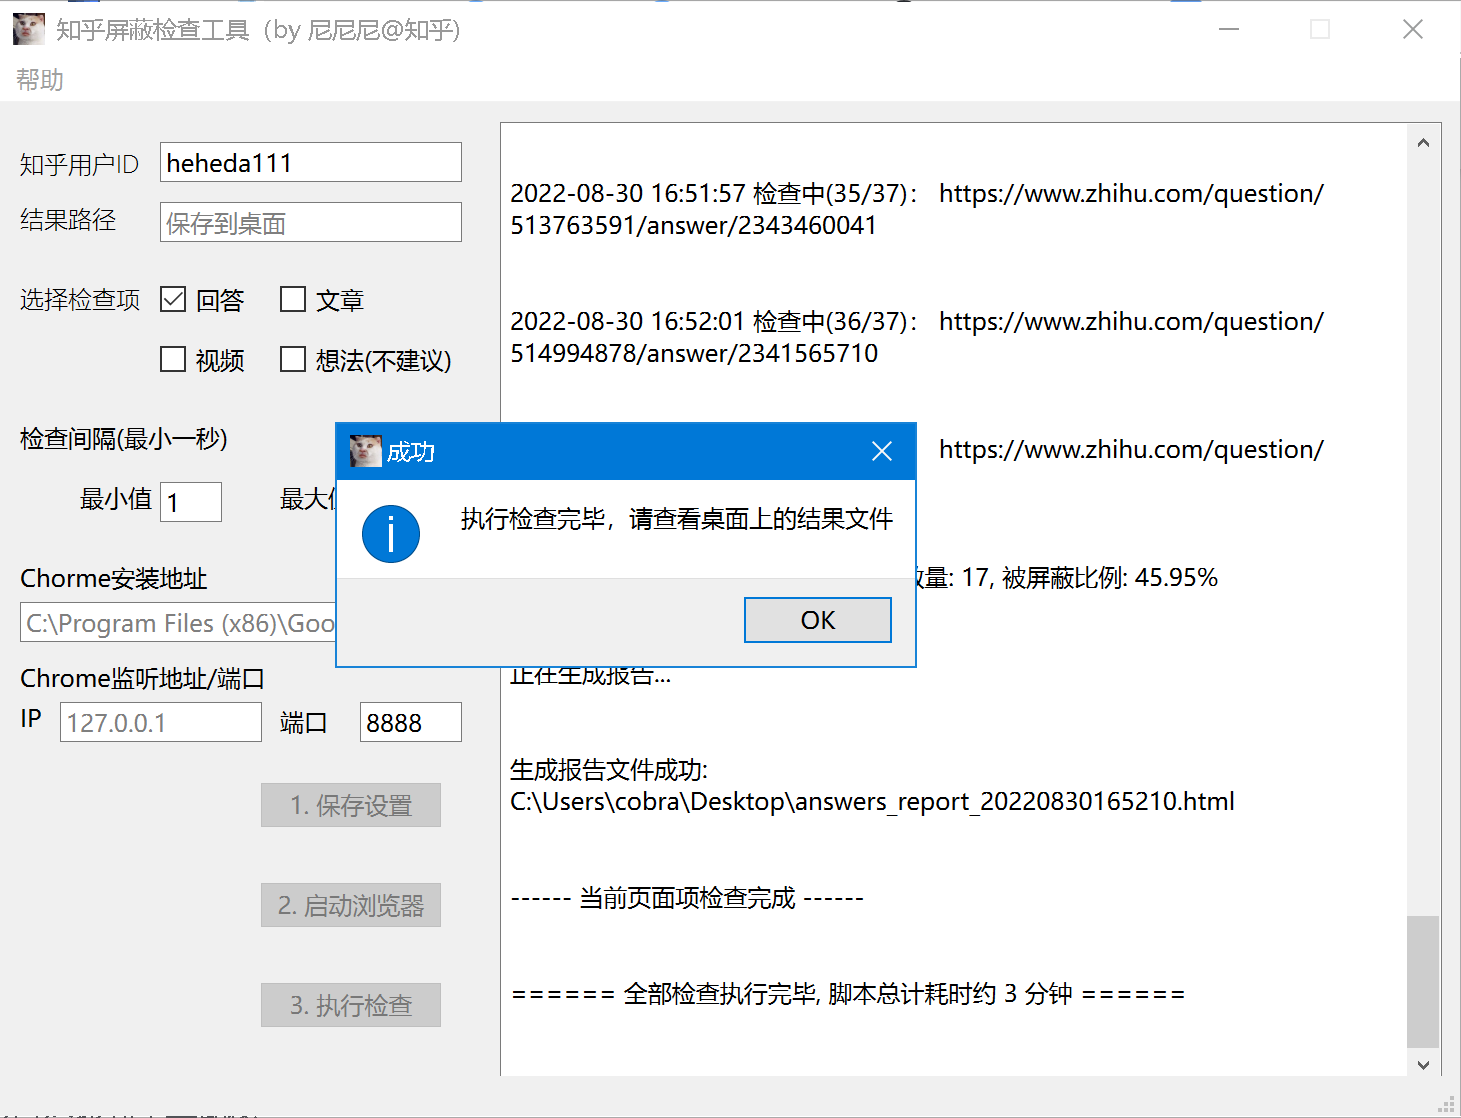 知乎屏蔽检查工具（by 尼尼尼@知乎)
帮助
知乎用户ID
heheda111
结果路径
保存到桌面
选择检查项
回答
文章
视频
想法(不建议)
检查间隔(最小一秒)
最小值
1
最大
Chorme安装地址
C:\Program Files (x86)\Goo
Chrome监听地址/端口
IP
127.0.0.1
端口
8888
1. 保存设置
2. 启动浏览器
3. 执行检查
2022-08-30 16:51:57 检查中(35/37)： https://www.zhihu.com/question/
513763591/answer/2343460041
2022-08-30 16:52:01 检查中(36/37)： https://www.zhihu.com/question/
514994878/answer/2341565710
https://www.zhihu.com/question/
量: 17, 被屏蔽比例: 45.95%
正在生成报告...
生成报告文件成功:
C:\Users\cobra\Desktop\answers_report_20220830165210.html
------ 当前页面项检查完成 ------
====== 全部检查执行完毕, 脚本总计耗时约 3 分钟 ======
成功
执行检查完毕，请查看桌面上的结果文件
OK